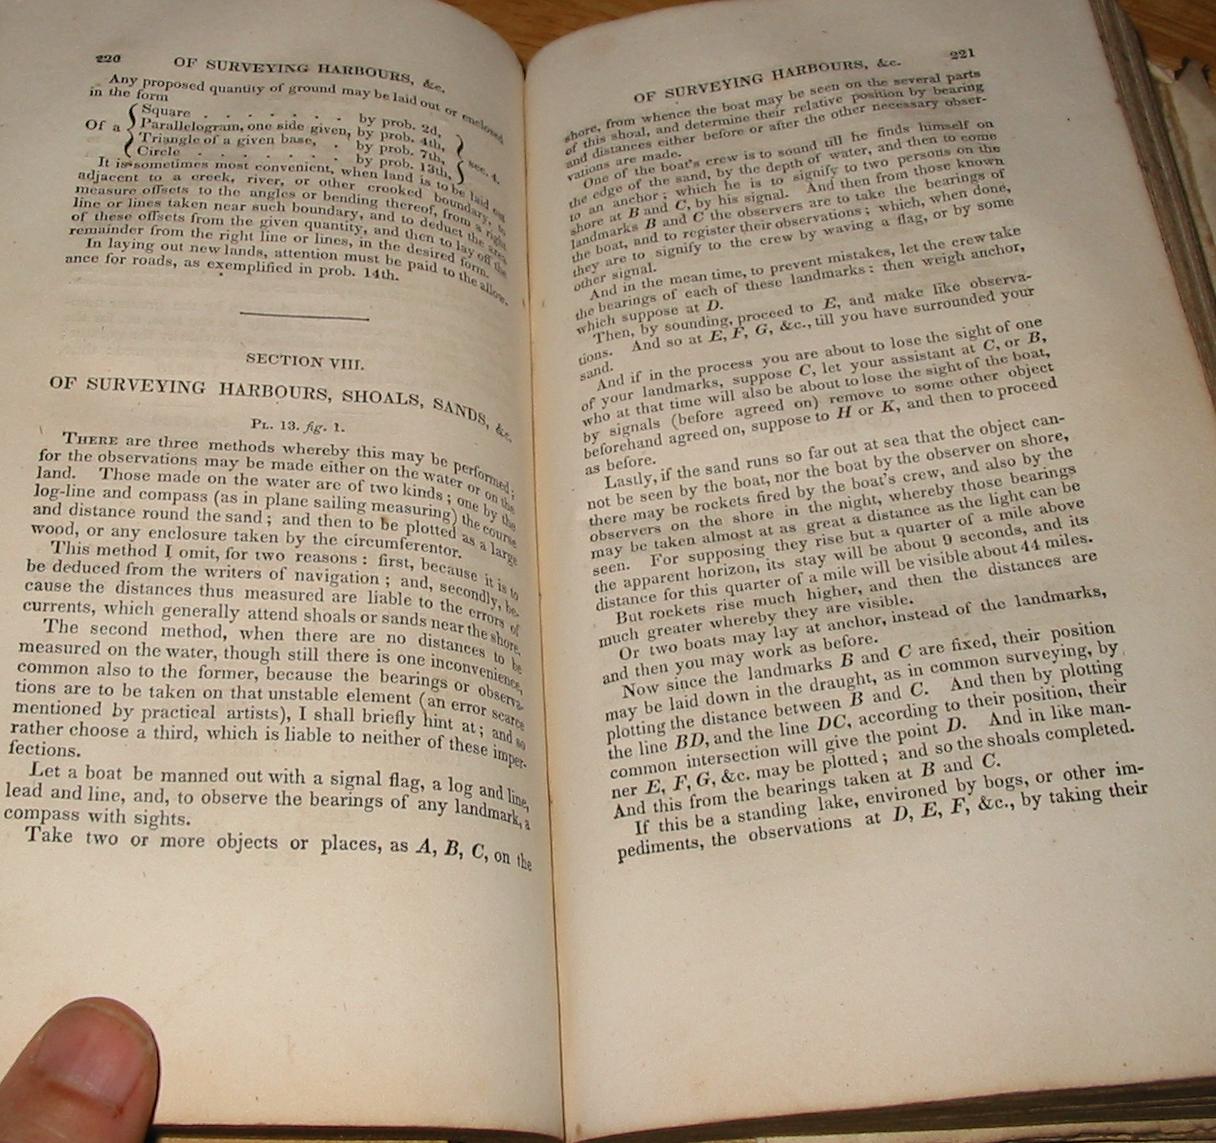 220
OF SURVEYING HARBOURS, &c.
Any proposed quantity of ground may be laid out or enclosed
in the form
Of a { Square . . . . . . by prob. 2d,
Parallelogram, one side given, by prob. 4th,
Triangle of a given base, . by prob. 7th,
Circle . . . . . . by prob. 13th, } sec. 4.
It is sometimes most convenient, when land is to be laid out
adjacent to a creek, river, or other crooked boundary, to
measure offsets to the angles or bending thereof, from a right
line or lines taken near such boundary, and to deduct the area
of these offsets from the given quantity, and then to lay off the
remainder from the right line or lines, in the desired form.
In laying out new lands, attention must be paid to the allow-
ance for roads, as exemplified in prob. 14th.
SECTION VIII.
OF SURVEYING HARBOURS, SHOALS, SANDS, &c.
PL. 13. fig. 1.
THERE are three methods whereby this may be performed;
for the observations may be made either on the water or on the
land. Those made on the water are of two kinds; one by the
log-line and compass (as in plane sailing measuring) the course
and distance round the sand; and then to be plotted as a large
wood, or any enclosure taken by the circumferentor.
This method I omit, for two reasons: first, because it is to
be deduced from the writers of navigation; and, secondly, be-
cause the distances thus measured are liable to the errors of
currents, which generally attend shoals or sands near the shore.
The second method, when there are no distances to be
measured on the water, though still there is one inconvenience,
common also to the former, because the bearings or observa-
tions are to be taken on that unstable element (an error scarce
mentioned by practical artists), I shall briefly hint at; and so
rather choose a third, which is liable to neither of these imper-
fections.
Let a boat be manned out with a signal flag, a log and line,
lead and line, and, to observe the bearings of any landmark, a
compass with sights.
Take two or more objects or places, as A, B, C, on the
OF SURVEYING HARBOURS, &c.
221
shore, from whence the boat may be seen on the several parts
of this shoal, and determine their relative position by bearing
and distances either before or after the other necessary obser-
vations are made.
One of the boat's crew is to sound till he finds himself on
the edge of the sand, by the depth of water, and then to come
to an anchor; which he is to signify to two persons on the
shore at B and C, by his signal. And then from those known
landmarks B and C the observers are to take the bearings of
the boat, and to register their observations; which, when done,
they are to signify to the crew by waving a flag, or by some
other signal.
And in the mean time, to prevent mistakes, let the crew take
the bearings of each of these landmarks: then weigh anchor,
which suppose at D.
Then, by sounding, proceed to E, and make like observa-
tions. And so at E, F, G, &c., till you have surrounded your
sand.
And if in the process you are about to lose the sight of one
of your landmarks, suppose C, let your assistant at C, or B,
who at that time will also be about to lose the sight of the boat,
by signals (before agreed on) remove to some other object
beforehand agreed on, suppose to H or K, and then to proceed
as before.
Lastly, if the sand runs so far out at sea that the object can-
not be seen by the boat, nor the boat by the observer on shore,
there may be rockets fired by the boat's crew, and also by the
observers on the shore in the night, whereby those bearings
may be taken almost at as great a distance as the light can be
seen. For supposing they rise but a quarter of a mile above
the apparent horizon, its stay will be about 9 seconds, and its
distance for this quarter of a mile will be visible about 44 miles.
But rockets rise much higher, and then the distances are
much greater whereby they are visible.
Or two boats may lay at anchor, instead of the landmarks,
and then you may work as before.
Now since the landmarks B and C are fixed, their position
may be laid down in the draught, as in common surveying, by
plotting the distance between B and C. And then by plotting
the line BD, and the line DC, according to their position, their
common intersection will give the point D. And in like man-
ner E, F, G, &c. may be plotted; and so the shoals completed.
And this from the bearings taken at B and C.
If this be a standing lake, environed by bogs, or other im-
pediments, the observations at D, E, F, &c., by taking their